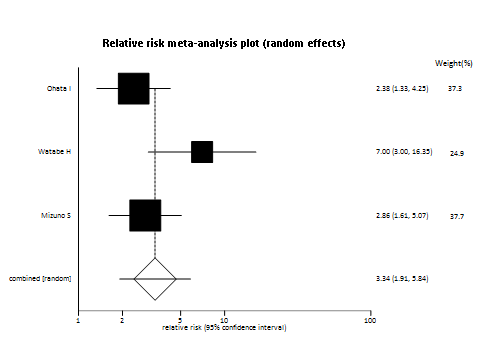 Relative risk meta-analysis plot (random effects)
Weight(%)
Ohata I 2.38 (1.33, 4.25) 37.3
Watabe H 7.00 (3.00, 16.35) 24.9
Mizuno S 2.86 (1.61, 5.07) 37.7
combined [random] 3.34 (1.91, 5.84)
1 2 5 10 100
relative risk (95% confidence interval)